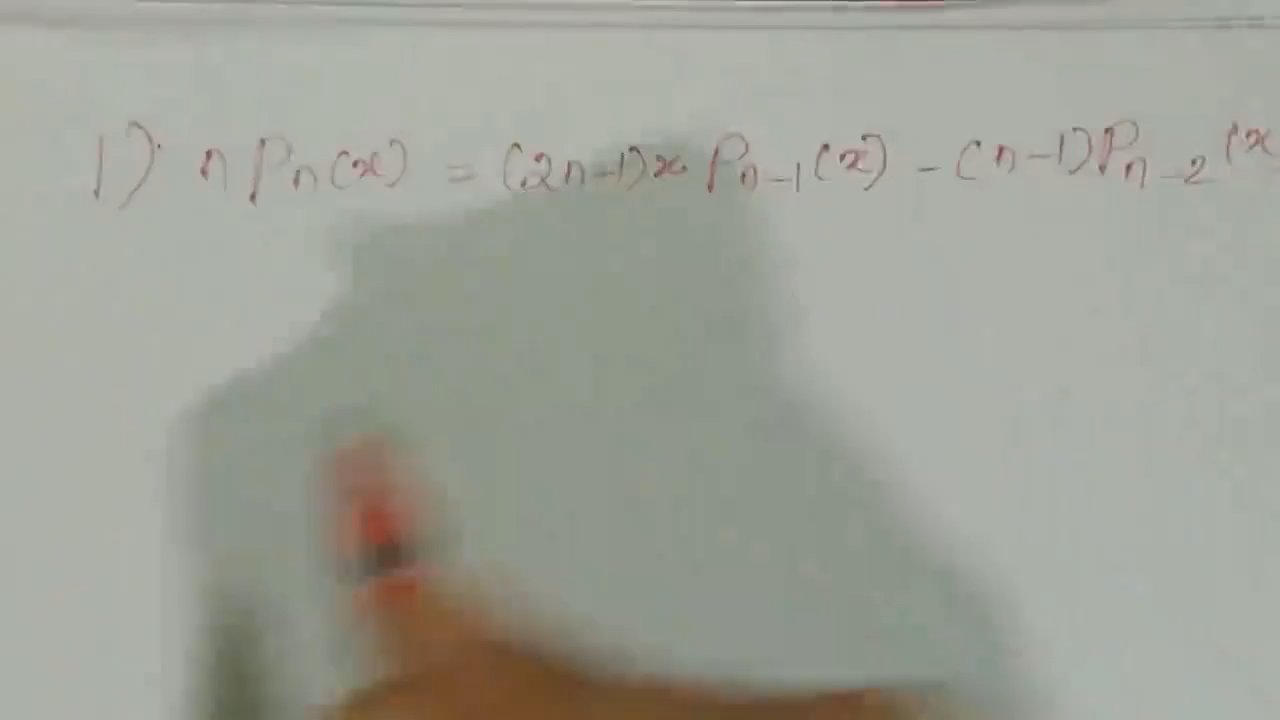 1) n Pₙ(x) = (2n-1)x Pₙ₋₁(x) - (n-1)Pₙ₋₂(x